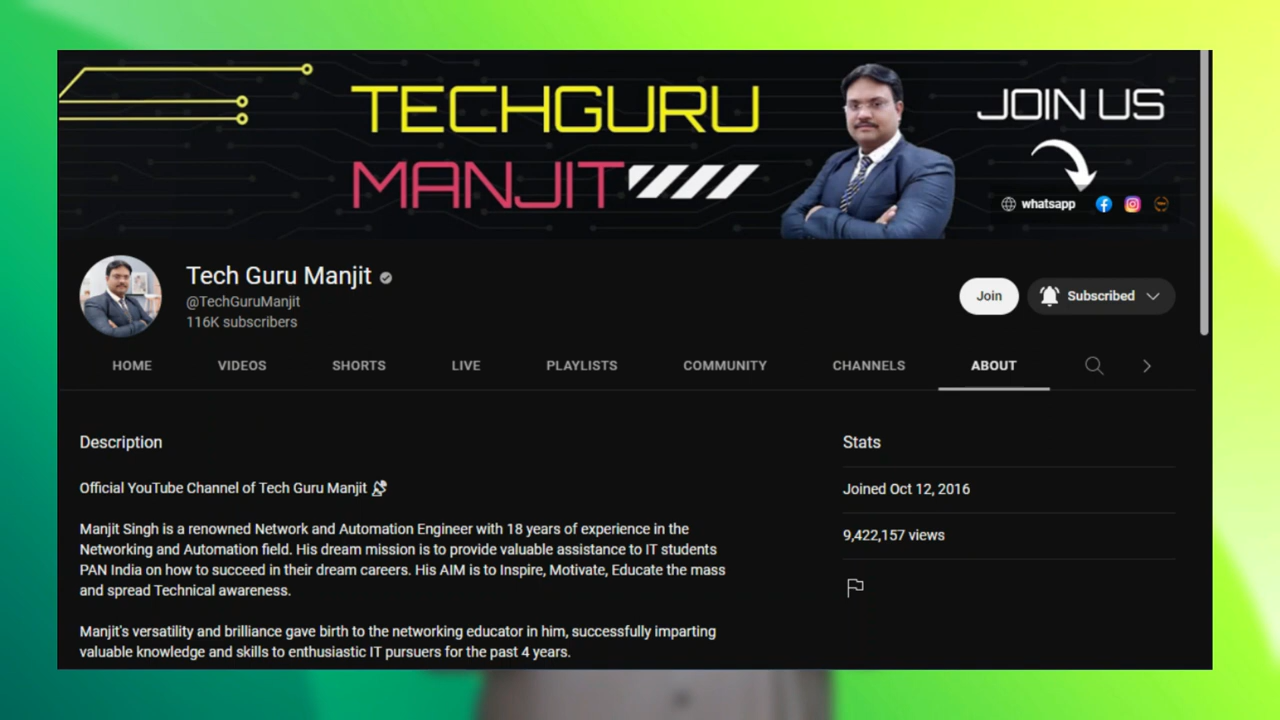 TECHGURU
MANJIT
JOIN US
whatsapp
Tech Guru Manjit
@TechGuruManjit
116K subscribers
Join
Subscribed
HOME VIDEOS SHORTS LIVE PLAYLISTS COMMUNITY CHANNELS ABOUT
Description
Official YouTube Channel of Tech Guru Manjit
Manjit Singh is a renowned Network and Automation Engineer with 18 years of experience in the
Networking and Automation field. His dream mission is to provide valuable assistance to IT students
PAN India on how to succeed in their dream careers. His AIM is to Inspire, Motivate, Educate the mass
and spread Technical awareness.
Manjit's versatility and brilliance gave birth to the networking educator in him, successfully imparting
valuable knowledge and skills to enthusiastic IT pursuers for the past 4 years.
Stats
Joined Oct 12, 2016
9,422,157 views